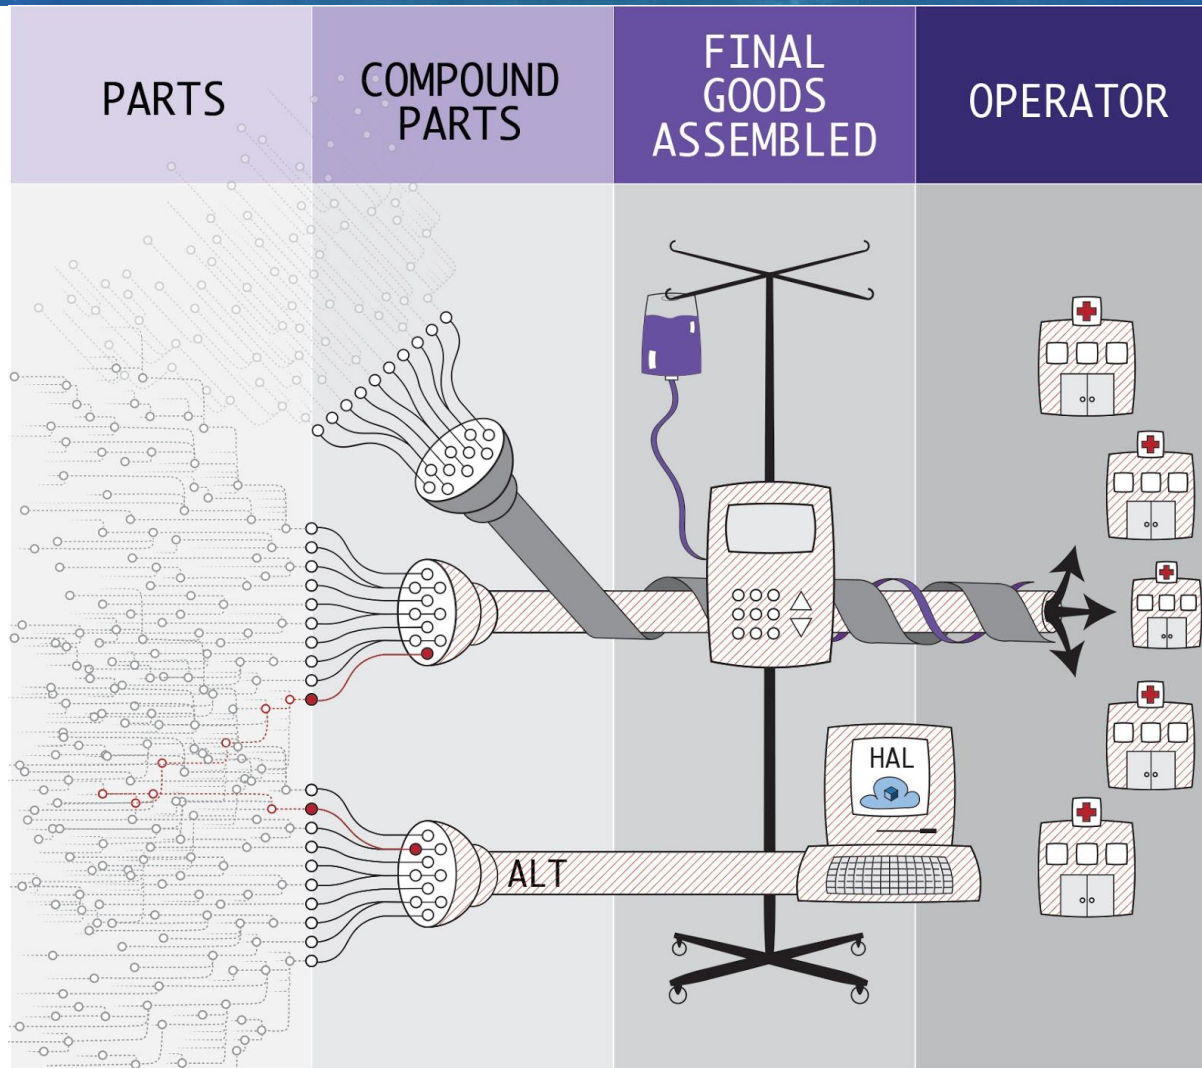 PARTS
COMPOUND
PARTS
FINAL
GOODS
ASSEMBLED
OPERATOR
HAL
ALT